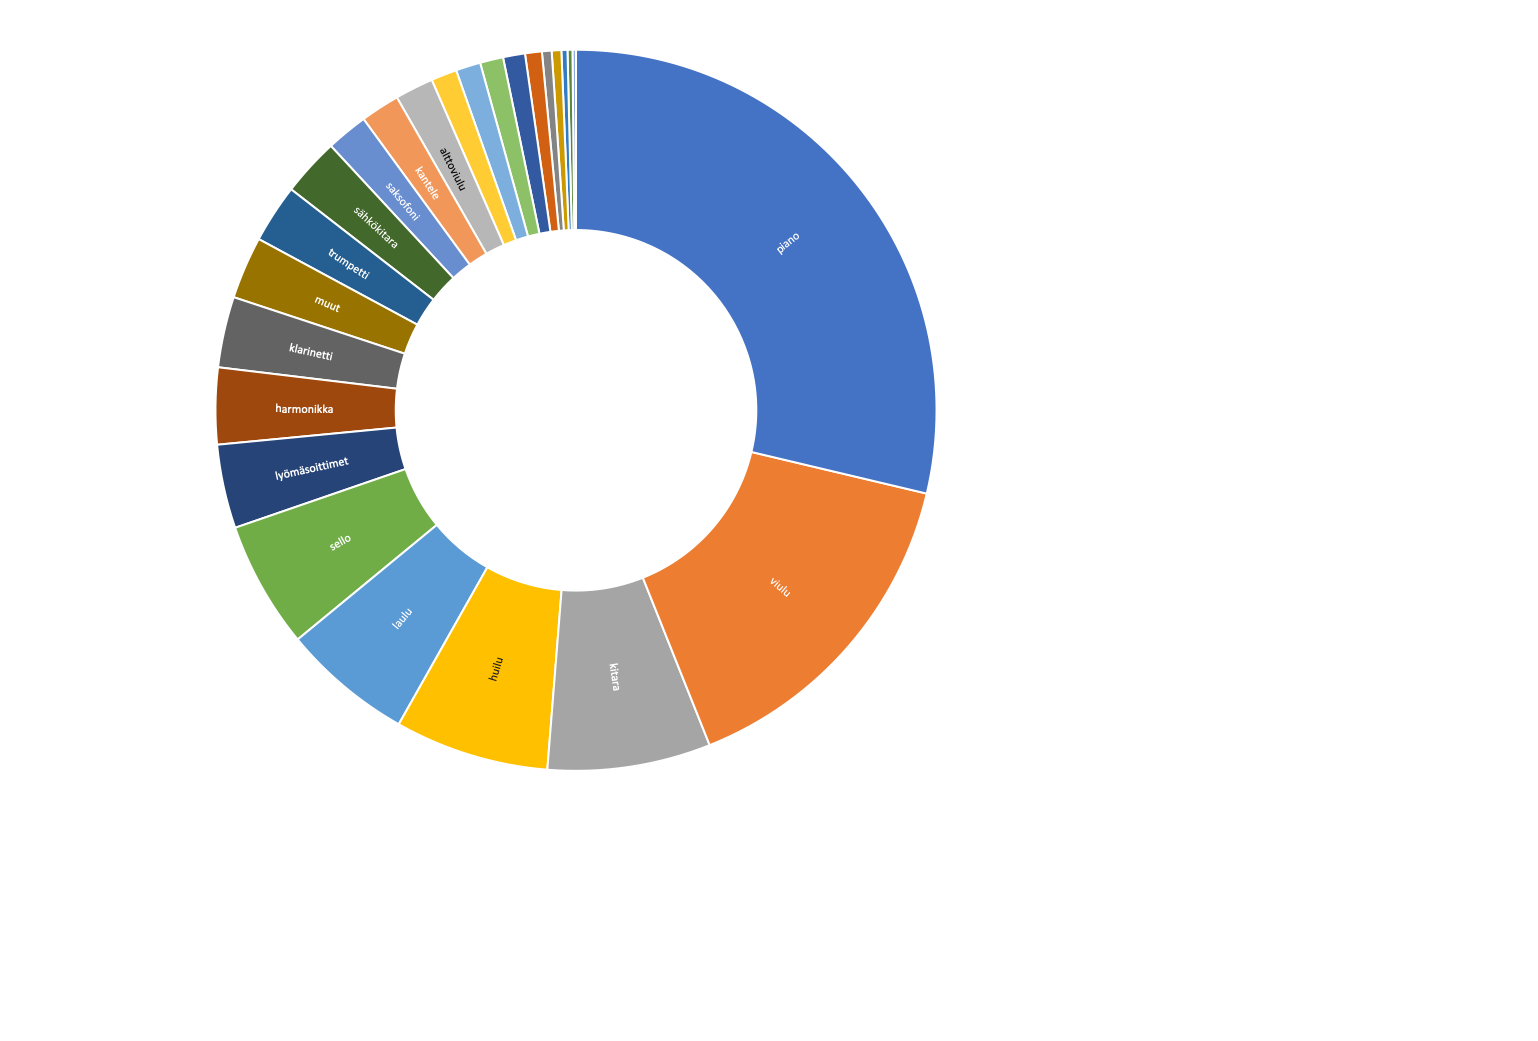 piano
viulu
kitara
huilu
laulu
sello
lyömäsoittimet
harmonikka
klarinetti
muut
trumpetti
sähkökitara
saksofoni
kantele
alttoviulu